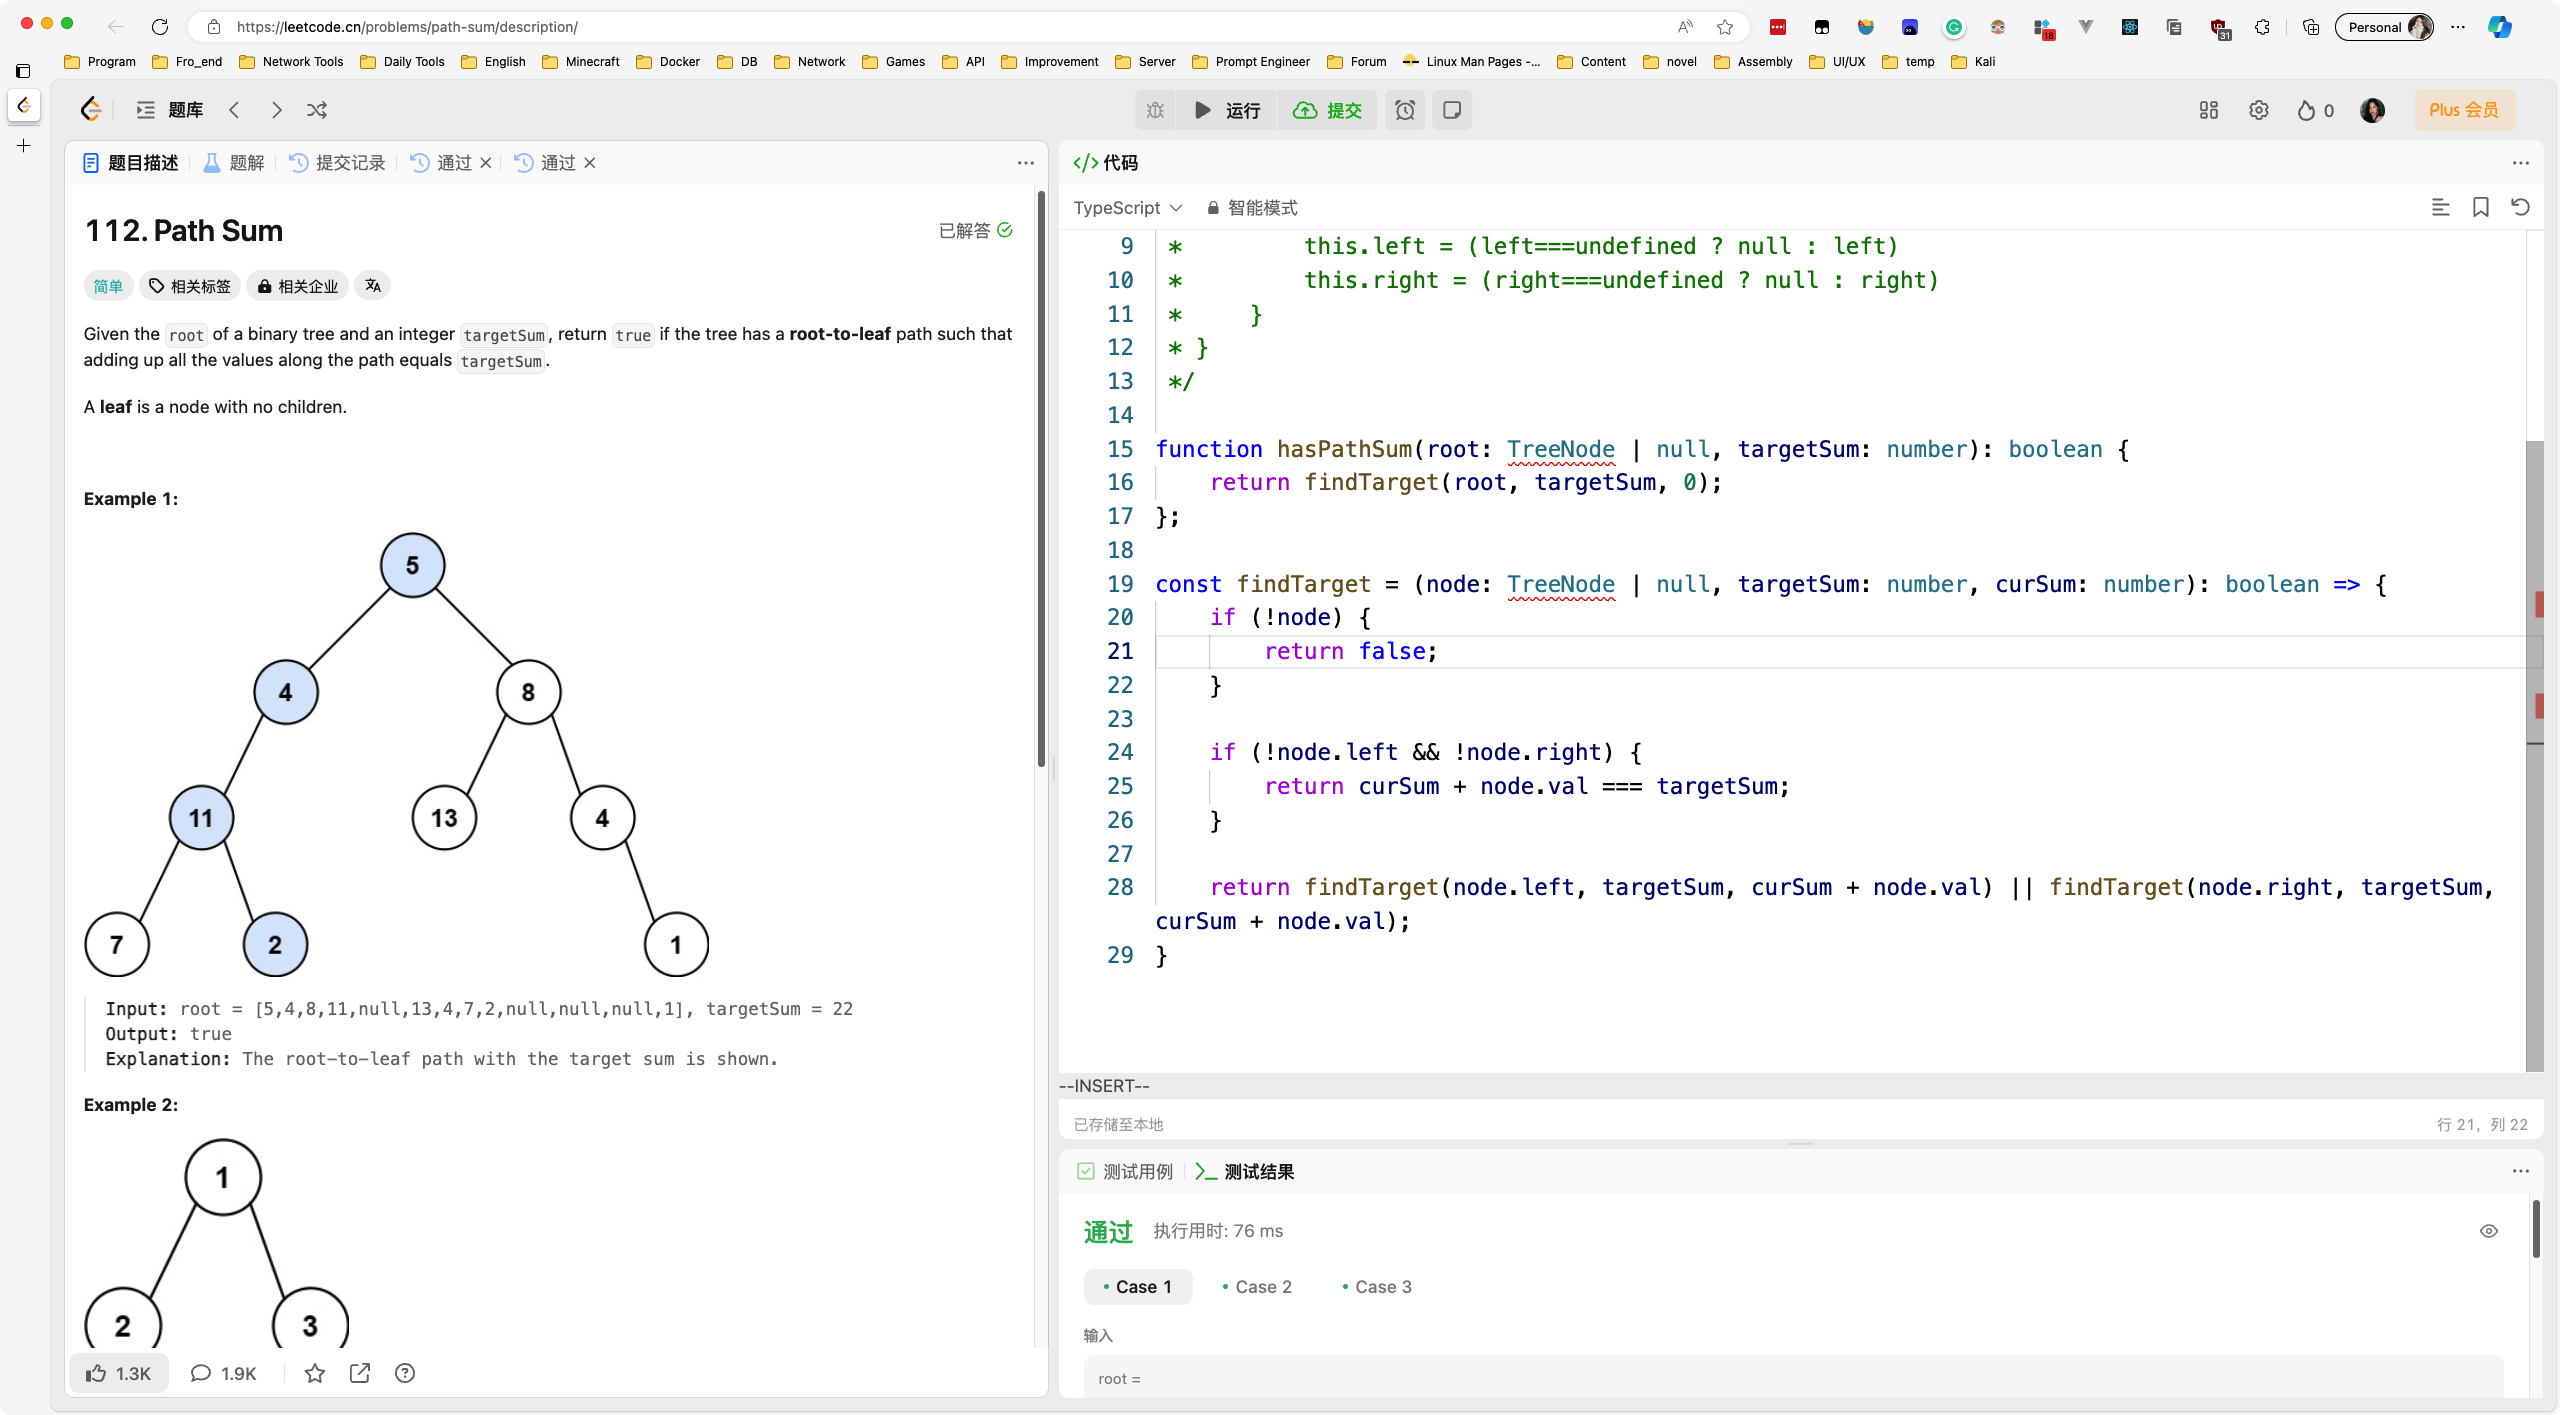 https://leetcode.cn/problems/path-sum/description/
18
31
Personal
Program Fro_end Network Tools Daily Tools English Minecraft Docker DB Network Games API Improvement Server Prompt Engineer Forum Linux Man Pages -... Content novel Assembly UI/UX temp Kali
题库 运行 提交 0 Plus 会员
题目描述 题解 提交记录 通过 通过
112. Path Sum
已解答
简单 相关标签 相关企业
Given the root of a binary tree and an integer targetSum, return true if the tree has a root-to-leaf path such that
adding up all the values along the path equals targetSum.
A leaf is a node with no children.
Example 1:
5
4 8
11 13 4
7 2 1
Input: root = [5,4,8,11,null,13,4,7,2,null,null,null,1], targetSum = 22
Output: true
Explanation: The root-to-leaf path with the target sum is shown.
Example 2:
1
2 3
1.3K 1.9K
</> 代码
TypeScript 智能模式
9 * this.left = (left===undefined ? null : left)
10 * this.right = (right===undefined ? null : right)
11 * }
12 * }
13 */
14
15 function hasPathSum(root: TreeNode | null, targetSum: number): boolean {
16 return findTarget(root, targetSum, 0);
17 };
18
19 const findTarget = (node: TreeNode | null, targetSum: number, curSum: number): boolean => {
20 if (!node) {
21 return false;
22 }
23
24 if (!node.left && !node.right) {
25 return curSum + node.val === targetSum;
26 }
27
28 return findTarget(node.left, targetSum, curSum + node.val) || findTarget(node.right, targetSum,
curSum + node.val);
29 }
--INSERT--
已存储至本地 行 21, 列 22
测试用例 测试结果
通过 执行用时: 76 ms
Case 1 Case 2 Case 3
输入
root =